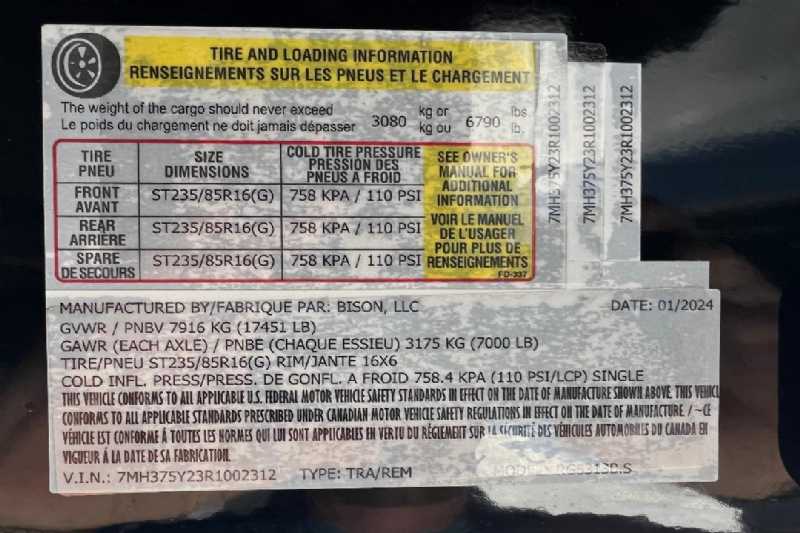 TIRE AND LOADING INFORMATION
RENSEIGNEMENTS SUR LES PNEUS ET LE CHARGEMENT
The weight of the cargo should never exceed 3080 kg or 6790 lbs.
Le poids du chargement ne doit jamais dépasser kg ou lb.
TIRE PNEU SIZE DIMENSIONS COLD TIRE PRESSURE PRESSION DES PNEUS A FROID
FRONT AVANT ST235/85R16(G) 758 KPA / 110 PSI
REAR ARRIÈRE ST235/85R16(G) 758 KPA / 110 PSI
SPARE DE SECOURS ST235/85R16(G) 758 KPA / 110 PSI
SEE OWNER'S
MANUAL FOR
ADDITIONAL
INFORMATION
VOIR LE MANUEL
DE L'USAGER
POUR PLUS DE
RENSEIGNEMENTS
FD-337
7MH375Y23R1002312
7MH375Y23R1002312
7MH375Y23R1002312
MANUFACTURED BY/FABRIQUE PAR: BISON, LLC DATE: 01/2024
GVWR / PNBV 7916 KG (17451 LB)
GAWR (EACH AXLE) / PNBE (CHAQUE ESSIEU) 3175 KG (7000 LB)
TIRE/PNEU ST235/85R16(G) RIM/JANTE 16X6
COLD INFL. PRESS/PRESS. DE GONFL. A FROID 758.4 KPA (110 PSI/LCP) SINGLE
THIS VEHICLE CONFORMS TO ALL APPLICABLE U.S. FEDERAL MOTOR VEHICLE SAFETY STANDARDS IN EFFECT ON THE DATE OF MANUFACTURE SHOWN ABOVE. THIS VEHICLE
CONFORMS TO ALL APPLICABLE STANDARDS PRESCRIBED UNDER CANADIAN MOTOR VEHICLE SAFETY REGULATIONS IN EFFECT ON THE DATE OF MANUFACTURE / ~CE
VÉHICLE EST CONFORME À TOUTES LES NORMES QUI LUI SONT APPLICABLES EN VERTU DU RÈGLEMENT SUR LA SÉCURITÉ DES VÉHICULES AUTOMOBILES DU CANADA EN
VIGUEUR À LA DATE DE SA FABRICATION.
V.I.N.: 7MH375Y23R1002312 TYPE: TRA/REM